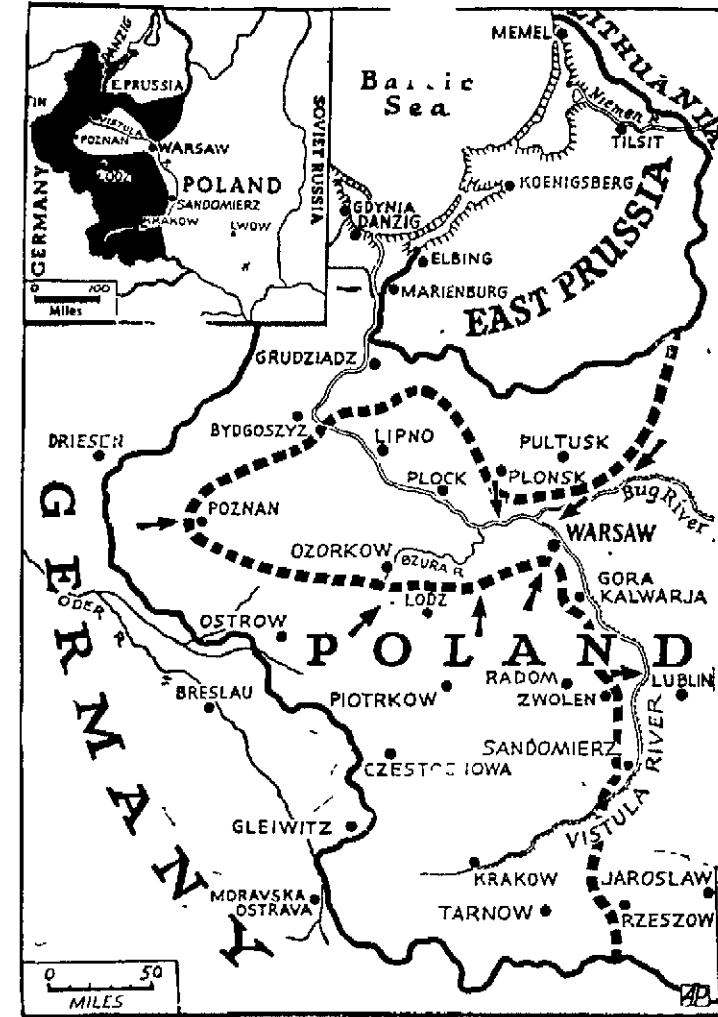 DANZIG
E. PRUSSIA
VISTULA
POZNAN
WARSAW
LODZ
POLAND
SANDOMIERZ
KRAKOW
LWOW
GERMANY
SOVIET RUSSIA
0 100
Miles
MEMEL
LITHUANIA
Sea
Niemen R.
TILSIT
KOENIGSBERG
GDYNIA
DANZIG
ELBING
MARIENBURG
EAST PRUSSIA
GRUDZIADZ
BYDGOSZYZ
DRIESEN
LIPNO
PULTUSK
PLOCK
PLONSK
Bug River
POZNAN
WARSAW
OZORKOW
BZURA R.
GORA
KALWARJA
LODZ
ODER R.
OSTROW
POLAND
RADOM
LUBLIN
BRESLAU
PIOTRKOW
ZWOLEN
SANDOMIERZ
GERMANY
GLEIWITZ
VISTULA RIVER
MORAVSKA
OSTRAVA
KRAKOW
JAROSLAW
TARNOW
RZESZOW
0 50
MILES
AP